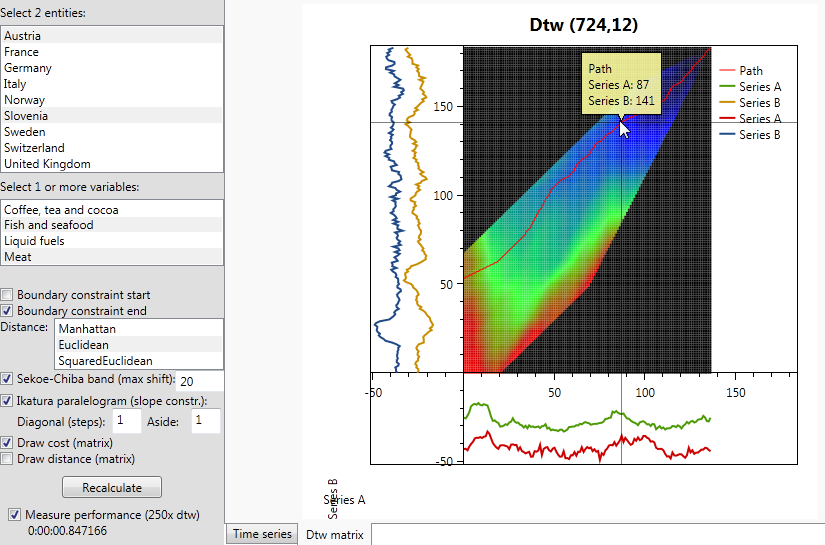 Select 2 entities:
Austria
France
Germany
Italy
Norway
Slovenia
Sweden
Switzerland
United Kingdom
Select 1 or more variables:
Coffee, tea and cocoa
Fish and seafood
Liquid fuels
Meat
Boundary constraint start
Boundary constraint end
Distance:
Manhattan
Euclidean
SquaredEuclidean
Sekoe-Chiba band (max shift): 20
Ikatura paralelogram (slope constr.):
Diagonal (steps): 1 Aside: 1
Draw cost (matrix)
Draw distance (matrix)
Recalculate
Measure performance (250x dtw)
0:00:00.847166
Dtw (724,12)
Path
Series A: 87
Series B: 141
Path
Series A
Series B
Series A
Series B
150
100
50
-50
50
100
150
-50
Series B
Series A
Time series
Dtw matrix